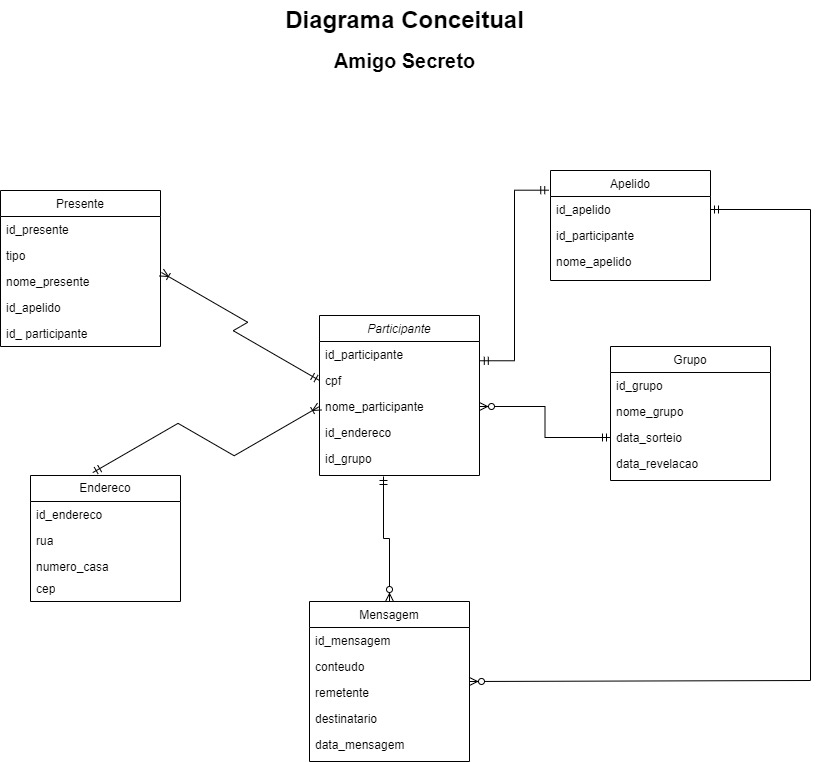 Diagrama Conceitual
Amigo Secreto
Presente
id_presente
tipo
nome_presente
id_apelido
id_ participante
Apelido
id_apelido
id_participante
nome_apelido
Participante
id_participante
cpf
nome_participante
id_endereco
id_grupo
Grupo
id_grupo
nome_grupo
data_sorteio
data_revelacao
Endereco
id_endereco
rua
numero_casa
cep
Mensagem
id_mensagem
conteudo
remetente
destinatario
data_mensagem